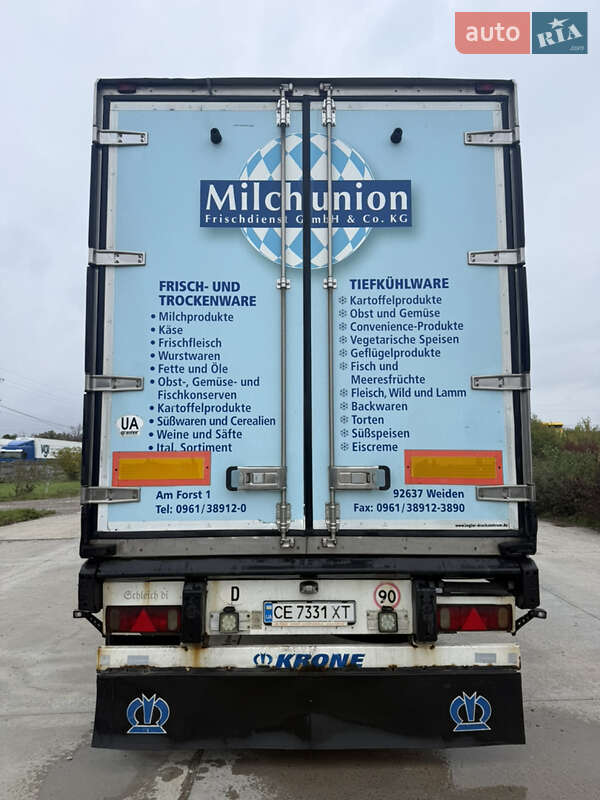 auto RIA .com
Milchunion
Frischdienst GmbH & Co. KG
FRISCH- UND
TROCKENWARE
• Milchprodukte
• Käse
• Frischfleisch
• Wurstwaren
• Fette und Öle
• Obst-, Gemüse- und
Fischkonserven
• Kartoffelprodukte
• Süßwaren und Cerealien
• Weine und Säfte
• Ital. Sortiment
TIEFKÜHLWARE
Kartoffelprodukte
Obst und Gemüse
Convenience-Produkte
Vegetarische Speisen
Geflügelprodukte
Fisch und
Meeresfrüchte
Fleisch, Wild und Lamm
Backwaren
Torten
Süßspeisen
Eiscreme
UA
Am Forst 1
Tel: 0961/38912-0
92637 Weiden
Fax: 0961/38912-3890
Schleich di
D
CE 7331 XT
90
KRONE